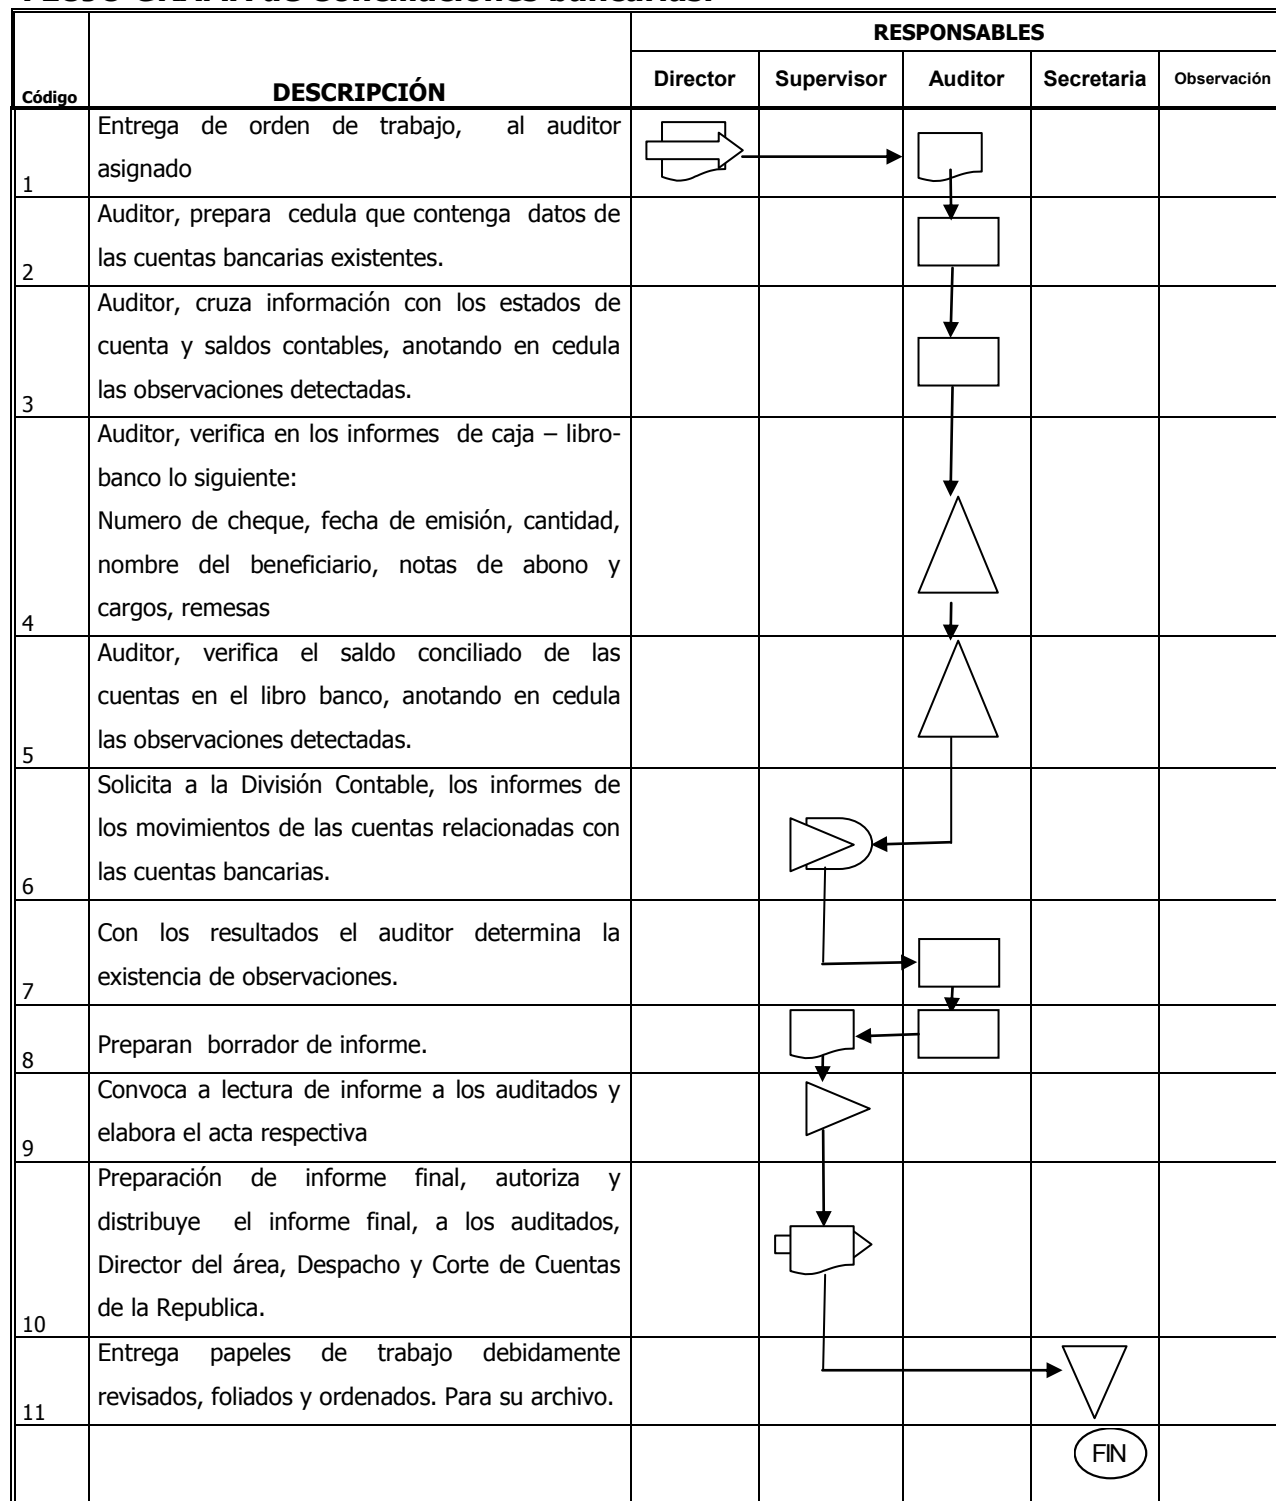 RESPONSABLES
Código
DESCRIPCIÓN
Director
Supervisor
Auditor
Secretaria
Observación
Entrega de orden de trabajo, al auditor
asignado
1
Auditor, prepara cedula que contenga datos de
las cuentas bancarias existentes.
2
Auditor, cruza información con los estados de
cuenta y saldos contables, anotando en cedula
las observaciones detectadas.
3
Auditor, verifica en los informes de caja – libro-
banco lo siguiente:
Numero de cheque, fecha de emisión, cantidad,
nombre del beneficiario, notas de abono y
cargos, remesas
4
Auditor, verifica el saldo conciliado de las
cuentas en el libro banco, anotando en cedula
las observaciones detectadas.
5
Solicita a la División Contable, los informes de
los movimientos de las cuentas relacionadas con
las cuentas bancarias.
6
Con los resultados el auditor determina la
existencia de observaciones.
7
Preparan borrador de informe.
8
Convoca a lectura de informe a los auditados y
elabora el acta respectiva
9
Preparación de informe final, autoriza y
distribuye el informe final, a los auditados,
Director del área, Despacho y Corte de Cuentas
de la Republica.
10
Entrega papeles de trabajo debidamente
revisados, foliados y ordenados. Para su archivo.
11
FIN